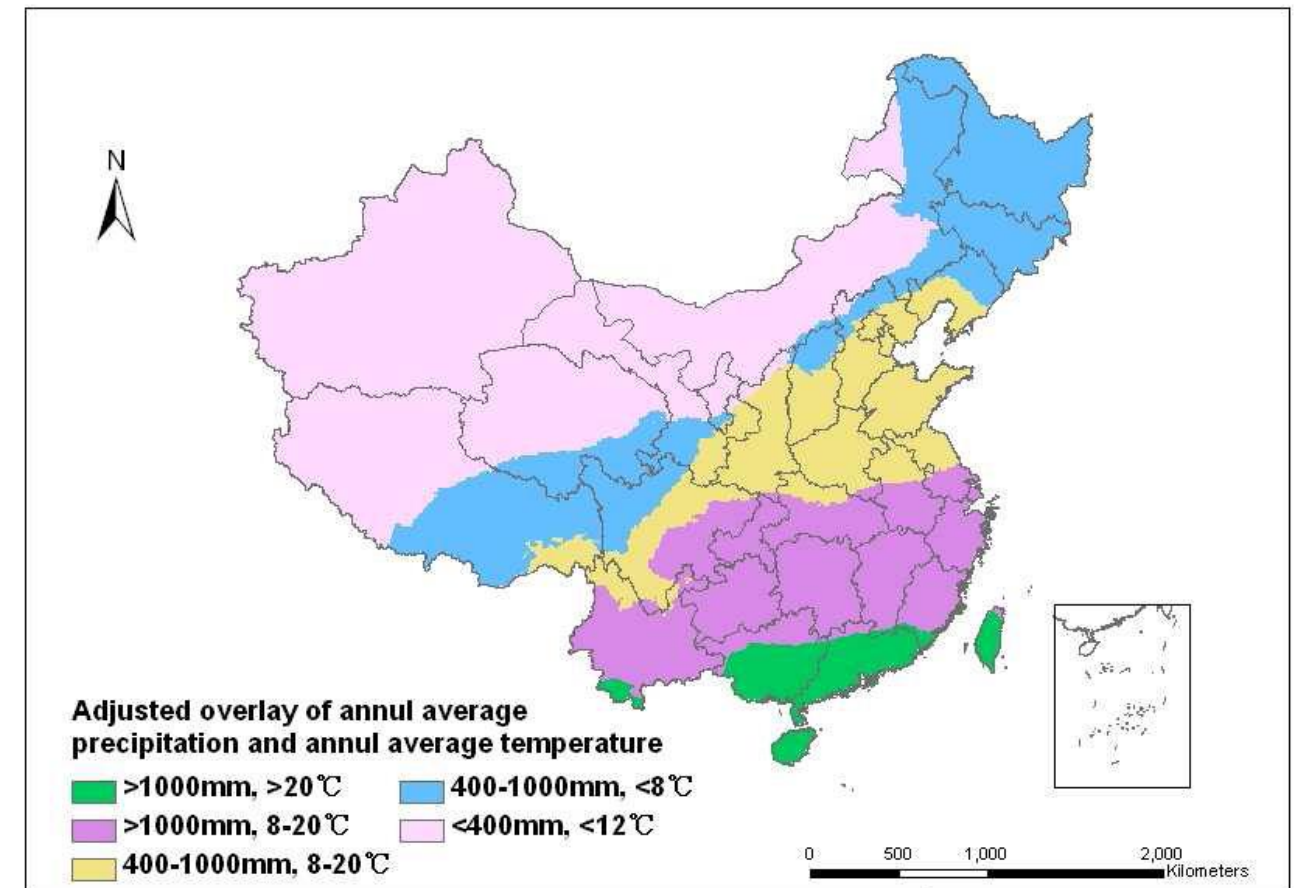 N
Adjusted overlay of annul average
precipitation and annul average temperature
>1000mm, >20℃
>1000mm, 8-20℃
400-1000mm, 8-20℃
400-1000mm, <8℃
<400mm, <12℃
0 500 1,000 2,000
Kilometers